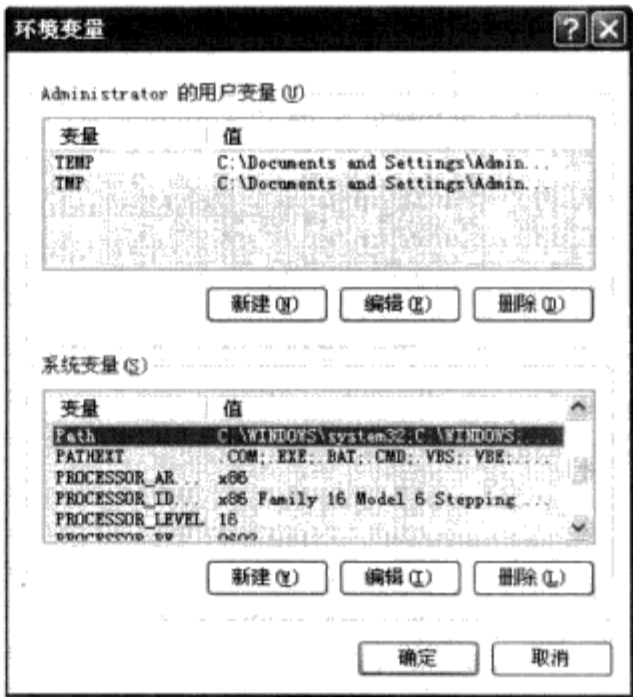 环境变量
Administrator 的用户变量(U)
变量 值
TEMP C:\Documents and Settings\Admin...
TMP C:\Documents and Settings\Admin...
新建(N) 编辑(E) 删除(D)
系统变量(S)
变量 值
Path C:\WINDOWS\system32;C:\WINDOWS;...
PATHEXT .COM;.EXE;.BAT;.CMD;.VBS;.VBE;....
PROCESSOR_AR... x86
PROCESSOR_ID... x86 Family 16 Model 6 Stepping ...
PROCESSOR_LEVEL 16
新建(W) 编辑(I) 删除(L)
确定 取消